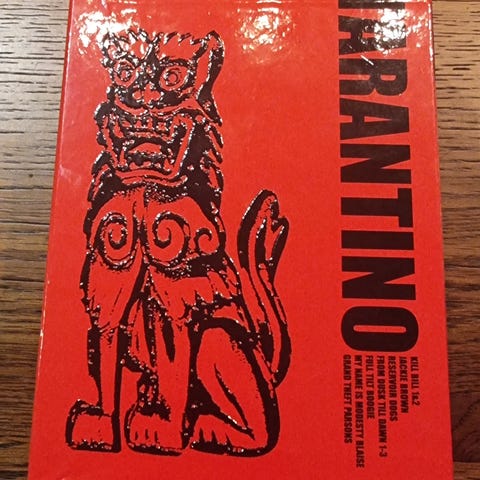 TARANTINO
KILL BILL 1&2
JACKIE BROWN
RESERVOIR DOGS
FROM DUSK TILL DAWN 1-3
FULL TILT BOOGIE
MY NAME IS MODESTY BLAISE
GRAND THEFT PARSONS